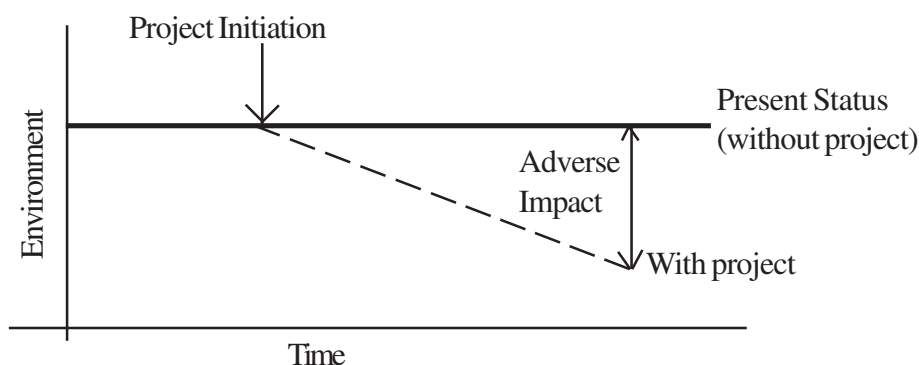 Project Initiation
Present Status
(without project)
Environment
Adverse
Impact
With project
Time